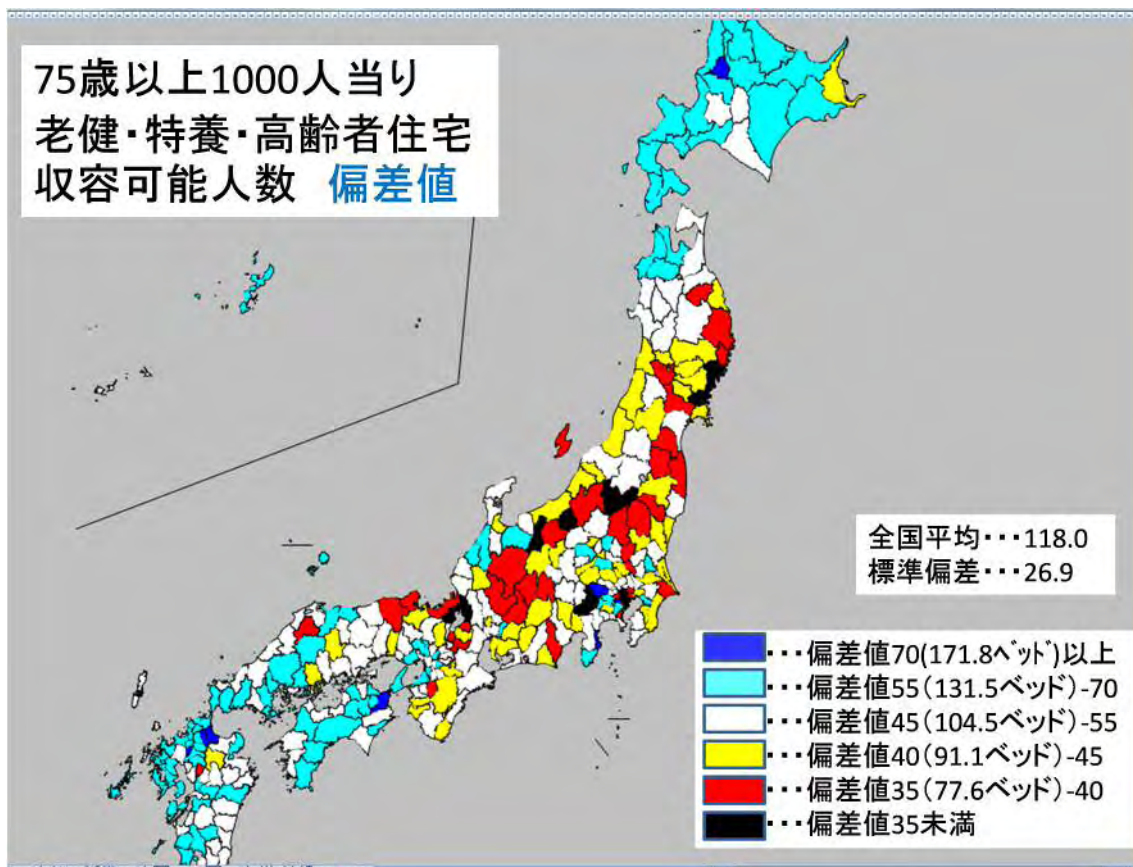 75歳以上1000人当り
老健・特養・高齢者住宅
収容可能人数 偏差値
全国平均・・・118.0
標準偏差・・・26.9
・・・偏差値70(171.8ベッド)以上
・・・偏差値55(131.5ベッド)-70
・・・偏差値45(104.5ベッド)-55
・・・偏差値40(91.1ベッド)-45
・・・偏差値35(77.6ベッド)-40
・・・偏差値35未満